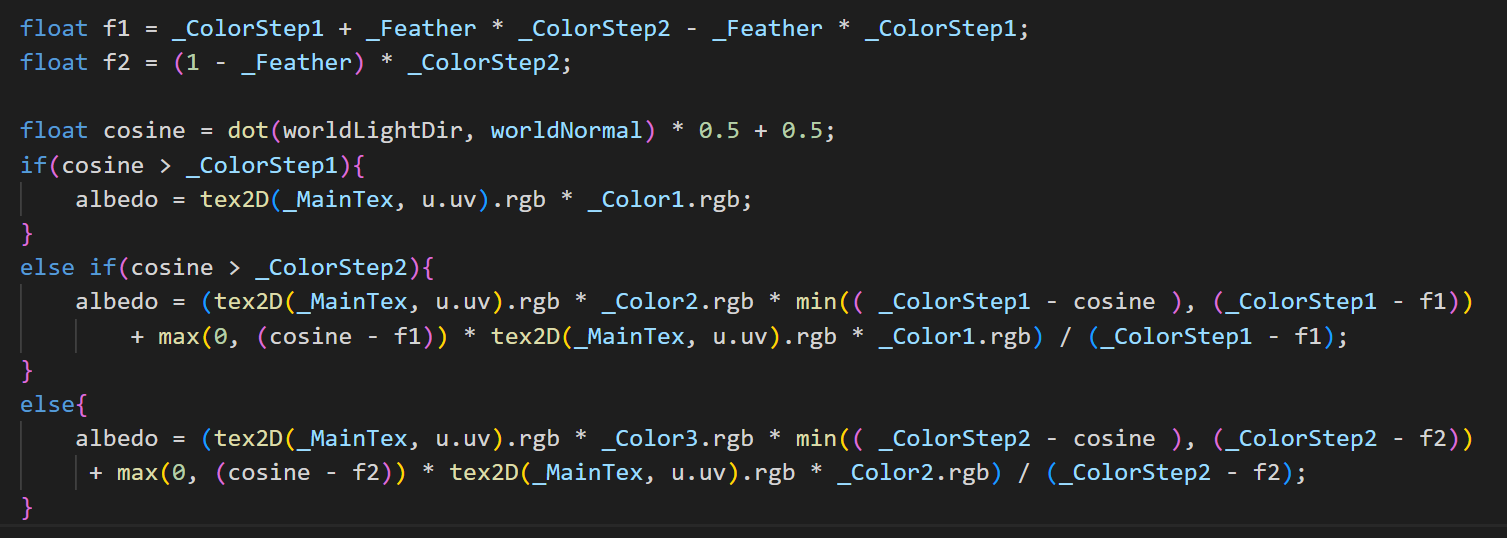 float f1 = _ColorStep1 + _Feather * _ColorStep2 - _Feather * _ColorStep1;
float f2 = (1 - _Feather) * _ColorStep2;
float cosine = dot(worldLightDir, worldNormal) * 0.5 + 0.5;
if(cosine > _ColorStep1){
albedo = tex2D(_MainTex, u.uv).rgb * _Color1.rgb;
}
else if(cosine > _ColorStep2){
albedo = (tex2D(_MainTex, u.uv).rgb * _Color2.rgb * min(( _ColorStep1 - cosine ), (_ColorStep1 - f1))
+ max(0, (cosine - f1)) * tex2D(_MainTex, u.uv).rgb * _Color1.rgb) / (_ColorStep1 - f1);
}
else{
albedo = (tex2D(_MainTex, u.uv).rgb * _Color3.rgb * min(( _ColorStep2 - cosine ), (_ColorStep2 - f2))
+ max(0, (cosine - f2)) * tex2D(_MainTex, u.uv).rgb * _Color2.rgb) / (_ColorStep2 - f2);
}